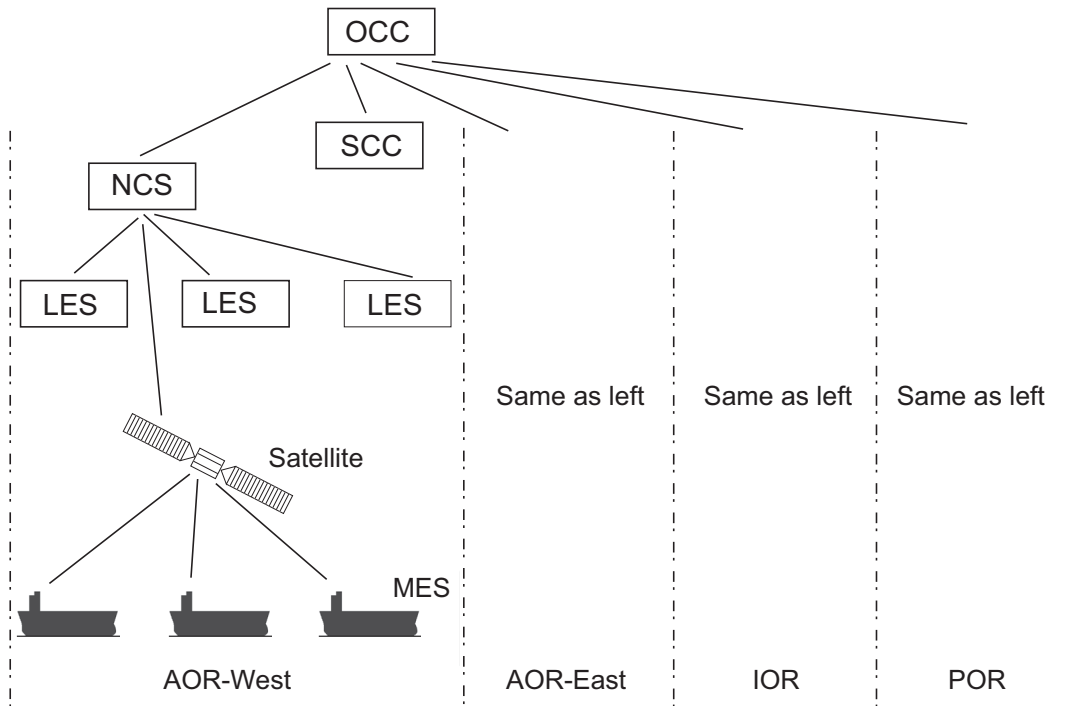 OCC
SCC
NCS
LES
LES
LES
Same as left
Same as left
Same as left
Satellite
MES
AOR-West
AOR-East
IOR
POR